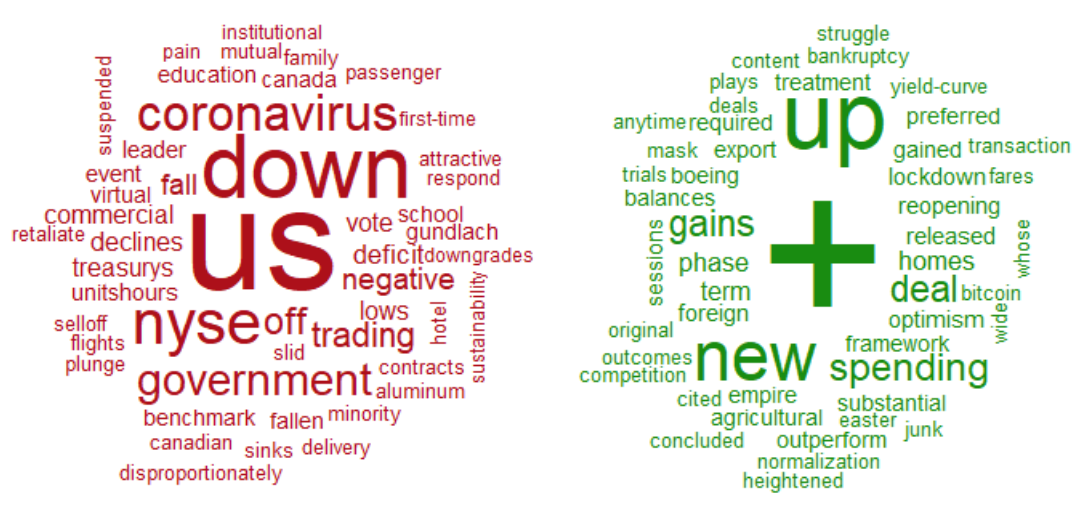 institutional
pain mutual family
education canada passenger
suspended
coronavirus first-time
leader down attractive
event fall respond
virtual
commercial us vote school
retaliate declines gundlach
treasurys deficit downgrades
unitshours negative
selloff nyse off trading lows hotel sustainability
flights slid
plunge government contracts
aluminum
benchmark fallen minority
canadian sinks delivery
disproportionately
struggle
content bankruptcy
plays treatment yield-curve
deals up preferred
anytime required
mask export gained transaction
trials boeing lockdown fares
balances reopening
sessions gains + released whose
phase homes
term deal bitcoin
foreign optimism wide
original new framework
outcomes spending
competition
cited empire substantial
agricultural easter junk
concluded outperform
normalization
heightened